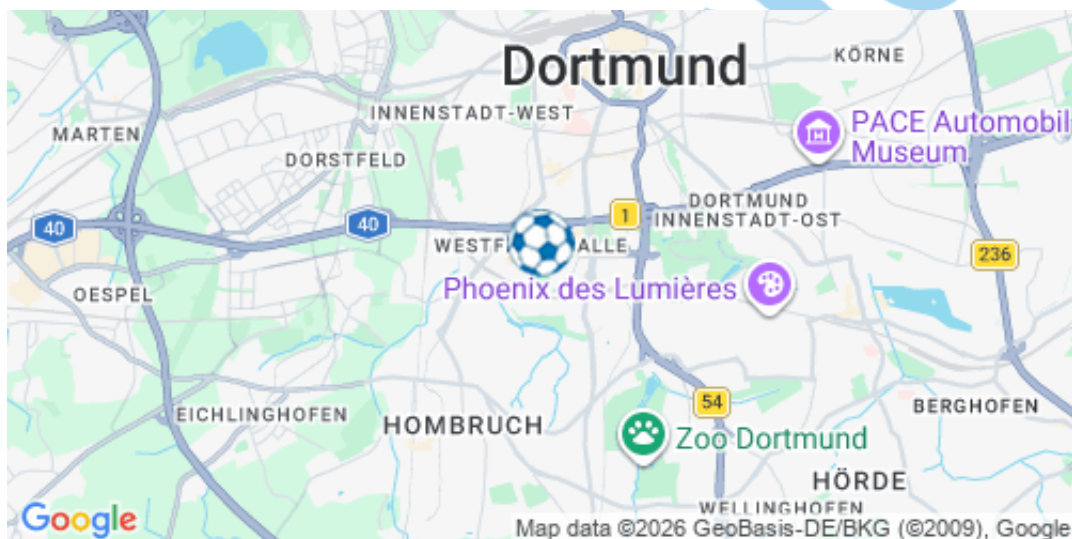 Dortmund
KÖRNE
INNENSTADT-WEST
MARTEN
PACE Automobil
Museum
DORSTFELD
DORTMUND
INNENSTADT-OST
40
40
1
236
OESPEL
Phoenix des Lumières
54
EICHLINGHOFEN
HOMBRUCH
BERGHOFEN
Zoo Dortmund
HÖRDE
WELLINGHOFEN
Google
Map data ©2026 GeoBasis-DE/BKG (©2009), Google